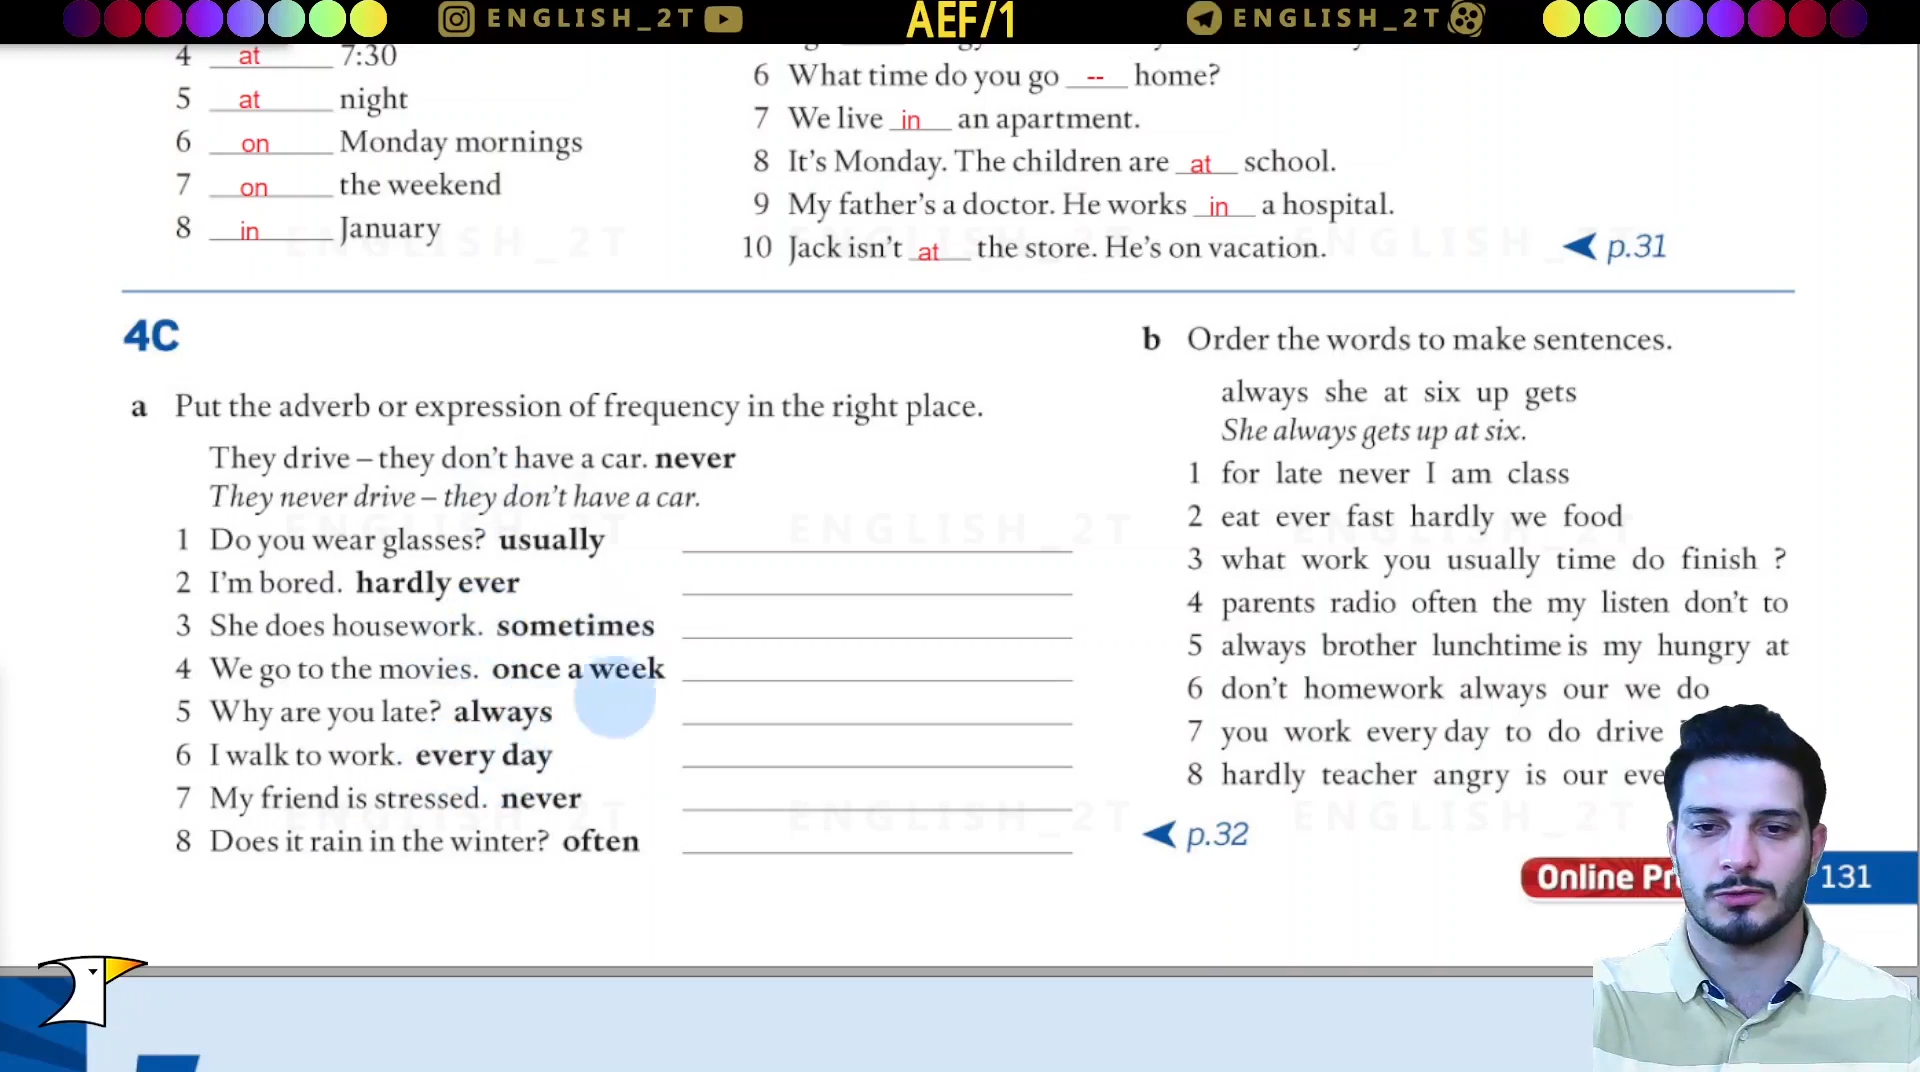 ENGLISH_2T
AEF/1
ENGLISH_2T
4 at 7:30
5 at night
6 on Monday mornings
7 on the weekend
8 in January
6 What time do you go -- home?
7 We live in an apartment.
8 It's Monday. The children are at school.
9 My father's a doctor. He works in a hospital.
10 Jack isn't at the store. He's on vacation.
p.31
4C
a Put the adverb or expression of frequency in the right place.
They drive – they don't have a car. never
They never drive – they don't have a car.
1 Do you wear glasses? usually
2 I'm bored. hardly ever
3 She does housework. sometimes
4 We go to the movies. once a week
5 Why are you late? always
6 I walk to work. every day
7 My friend is stressed. never
8 Does it rain in the winter? often
b Order the words to make sentences.
always she at six up gets
She always gets up at six.
1 for late never I am class
2 eat ever fast hardly we food
3 what work you usually time do finish ?
4 parents radio often the my listen don't to
5 always brother lunchtime is my hungry at
6 don't homework always our we do
7 you work every day to do drive
8 hardly teacher angry is our eve
p.32
Online Pr
131
ENGLISH_2T
ENGLISH_2T
ENGLISH_2T
ENGLISH_2T
ENGLISH_2T
ENGLISH_2T
ENGLISH_2T
ENGLISH_2T
ENGLISH_2T